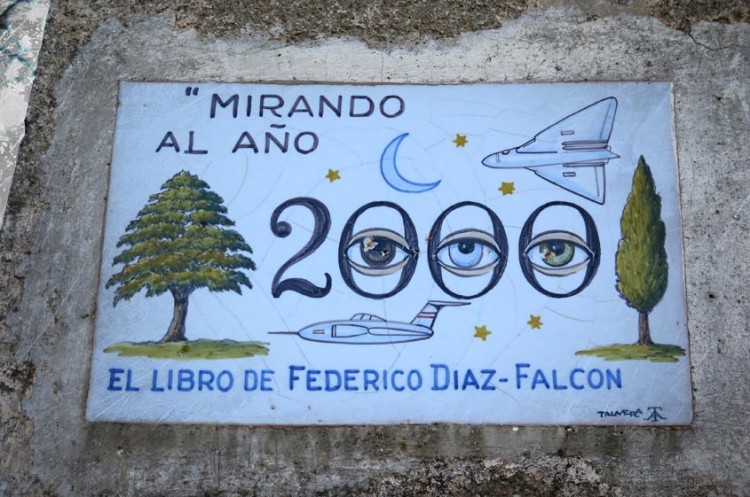 "MIRANDO
AL AÑO
2000
EL LIBRO DE FEDERICO DIAZ-FALCON